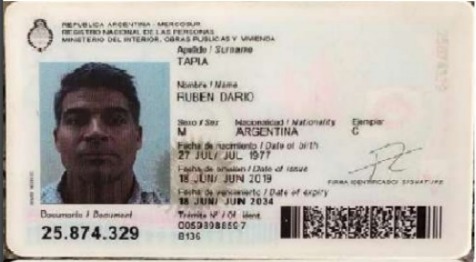 REPUBLICA ARGENTINA - MERCOSUR
REGISTRO NACIONAL DE LAS PERSONAS
MINISTERIO DEL INTERIOR, OBRAS PUBLICAS Y VIVIENDA
Apellido / Surname
TAPIA
Nombre / Name
RUBEN DARIO
Sexo / Sex Nacionalidad / Nationality Ejemplar
M ARGENTINA C
Fecha de nacimiento / Date of birth
27 JUL/ JUL 1977
Fecha de emisión / Date of issue
18 JUN/ JUN 2019
FIRMA IDENTIFICADO / SIGNATURE
Fecha de vencimiento / Date of expiry
18 JUN/ JUN 2034
Documento / Document
Trámite Nº / Of. ident.
25.874.329
8136